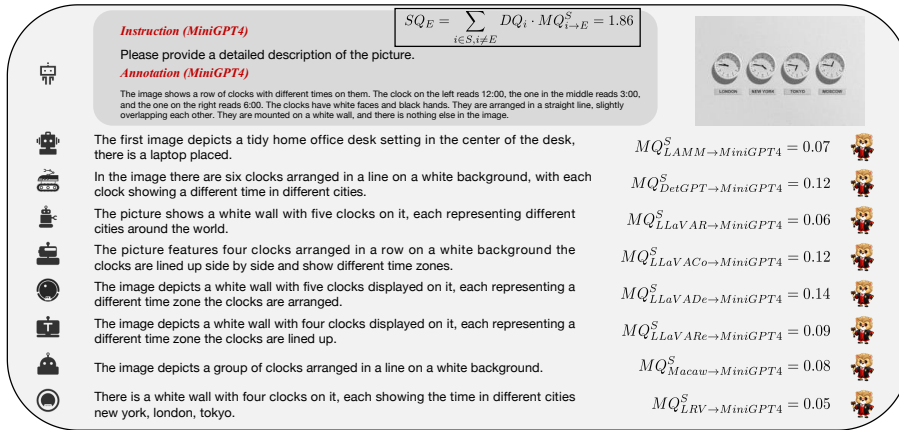 Instruction (MiniGPT4)
SQ_E = ∑_{i∈S,i≠E} DQ_i · MQ^S_{i→E} = 1.86
Please provide a detailed description of the picture.
Annotation (MiniGPT4)
The image shows a row of clocks with different times on them. The clock on the left reads 12:00, the one in the middle reads 3:00,
and the one on the right reads 6:00. The clocks have white faces and black hands. They are arranged in a straight line, slightly
overlapping each other. They are mounted on a white wall, and there is nothing else in the image.
LONDON NEW YORK TOKYO MOSCOW
The first image depicts a tidy home office desk setting in the center of the desk,
there is a laptop placed.
MQ^S_{LAMM→MiniGPT4} = 0.07
In the image there are six clocks arranged in a line on a white background, with each
clock showing a different time in different cities.
MQ^S_{DetGPT→MiniGPT4} = 0.12
The picture shows a white wall with five clocks on it, each representing different
cities around the world.
MQ^S_{LLaVAR→MiniGPT4} = 0.06
The picture features four clocks arranged in a row on a white background the
clocks are lined up side by side and show different time zones.
MQ^S_{LLaVACo→MiniGPT4} = 0.12
The image depicts a white wall with five clocks displayed on it, each representing a
different time zone the clocks are arranged.
MQ^S_{LLaVADe→MiniGPT4} = 0.14
T
The image depicts a white wall with four clocks displayed on it, each representing a
different time zone the clocks are lined up.
MQ^S_{LLaVARe→MiniGPT4} = 0.09
The image depicts a group of clocks arranged in a line on a white background.
MQ^S_{Macaw→MiniGPT4} = 0.08
There is a white wall with four clocks on it, each showing the time in different cities
new york, london, tokyo.
MQ^S_{LRV→MiniGPT4} = 0.05